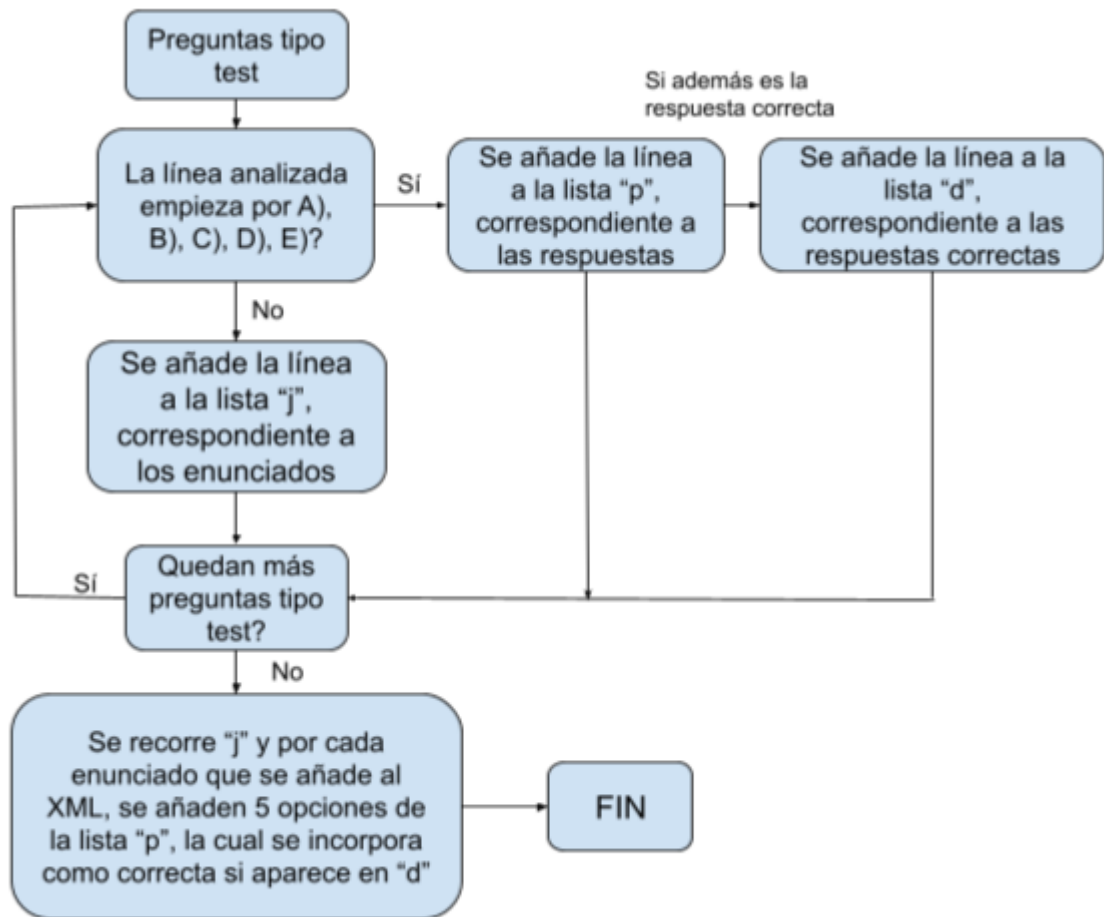 Preguntas tipo
test
Si además es la
respuesta correcta
La línea analizada
empieza por A),
B), C), D), E)?
Sí
Se añade la línea
a la lista “p”,
correspondiente a
las respuestas
Se añade la línea a la
lista “d”,
correspondiente a las
respuestas correctas
No
Se añade la línea
a la lista “j”,
correspondiente a
los enunciados
Sí
Quedan más
preguntas tipo
test?
No
Se recorre “j” y por cada
enunciado que se añade al
XML, se añaden 5 opciones de
la lista “p”, la cual se incorpora
como correcta si aparece en “d”
FIN